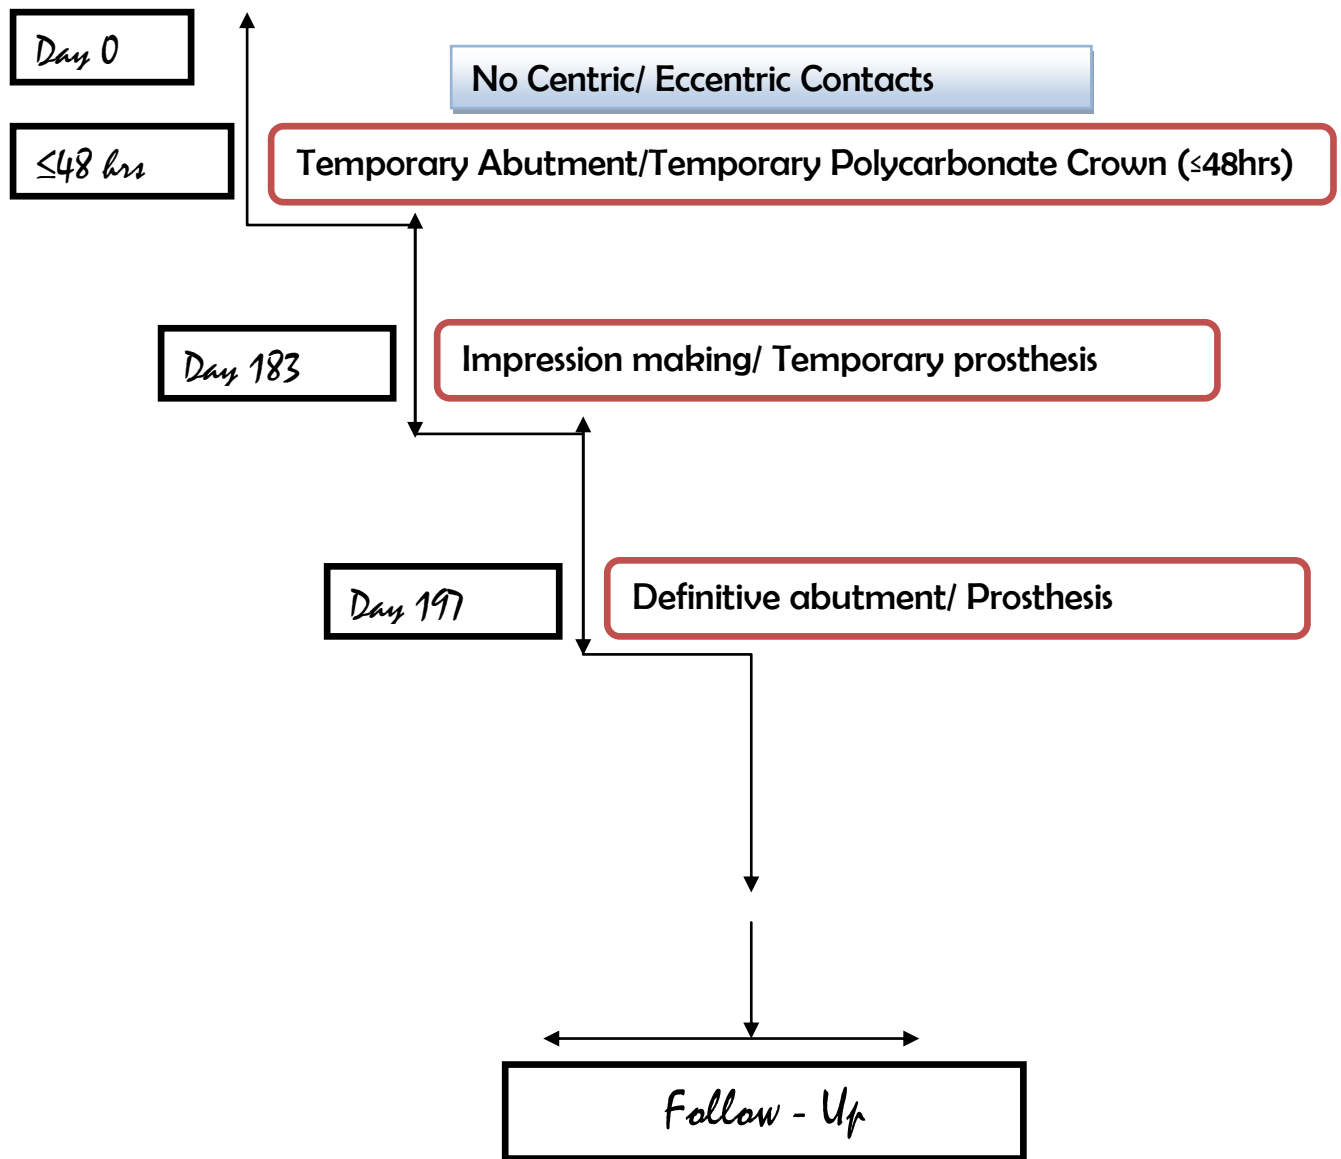 Day 0
No Centric/ Eccentric Contacts
≤48 hrs
Temporary Abutment/Temporary Polycarbonate Crown (≤48hrs)
Day 183
Impression making/ Temporary prosthesis
Day 197
Definitive abutment/ Prosthesis
Follow - Up